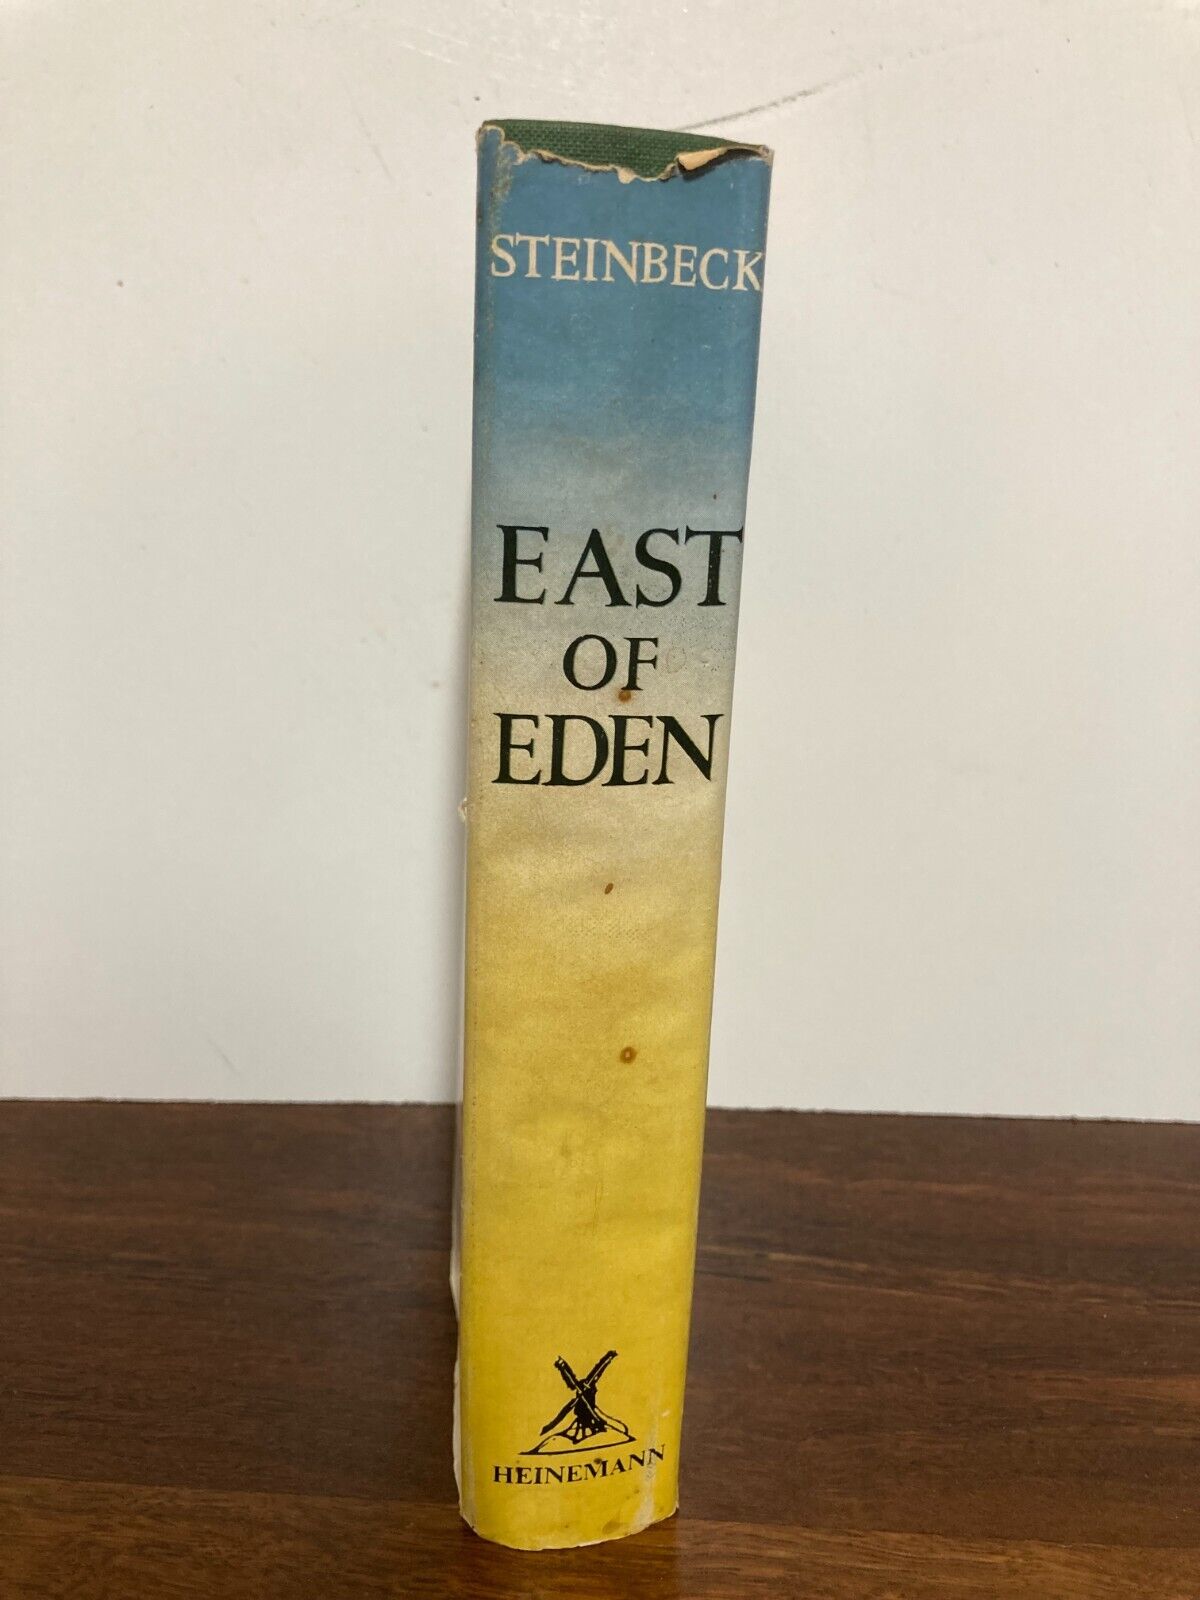 STEINBECK
EAST
OF
EDEN
HEINEMANN